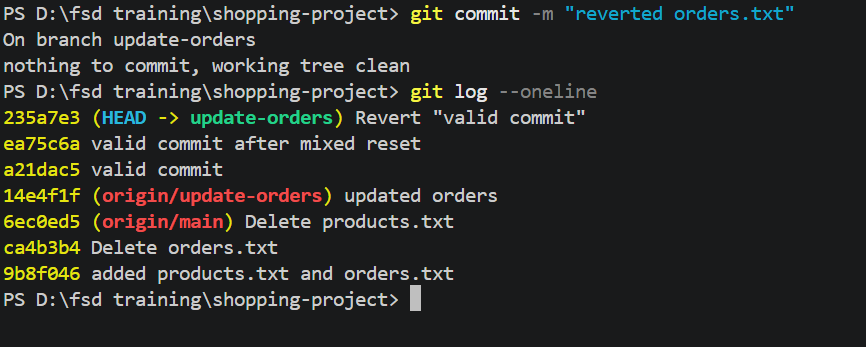 PS D:\fsd training\shopping-project> git commit -m "reverted orders.txt"
On branch update-orders
nothing to commit, working tree clean
PS D:\fsd training\shopping-project> git log --oneline
235a7e3 (HEAD -> update-orders) Revert "valid commit"
ea75c6a valid commit after mixed reset
a21dac5 valid commit
14e4f1f (origin/update-orders) updated orders
6ec0ed5 (origin/main) Delete products.txt
ca4b3b4 Delete orders.txt
9b8f046 added products.txt and orders.txt
PS D:\fsd training\shopping-project>